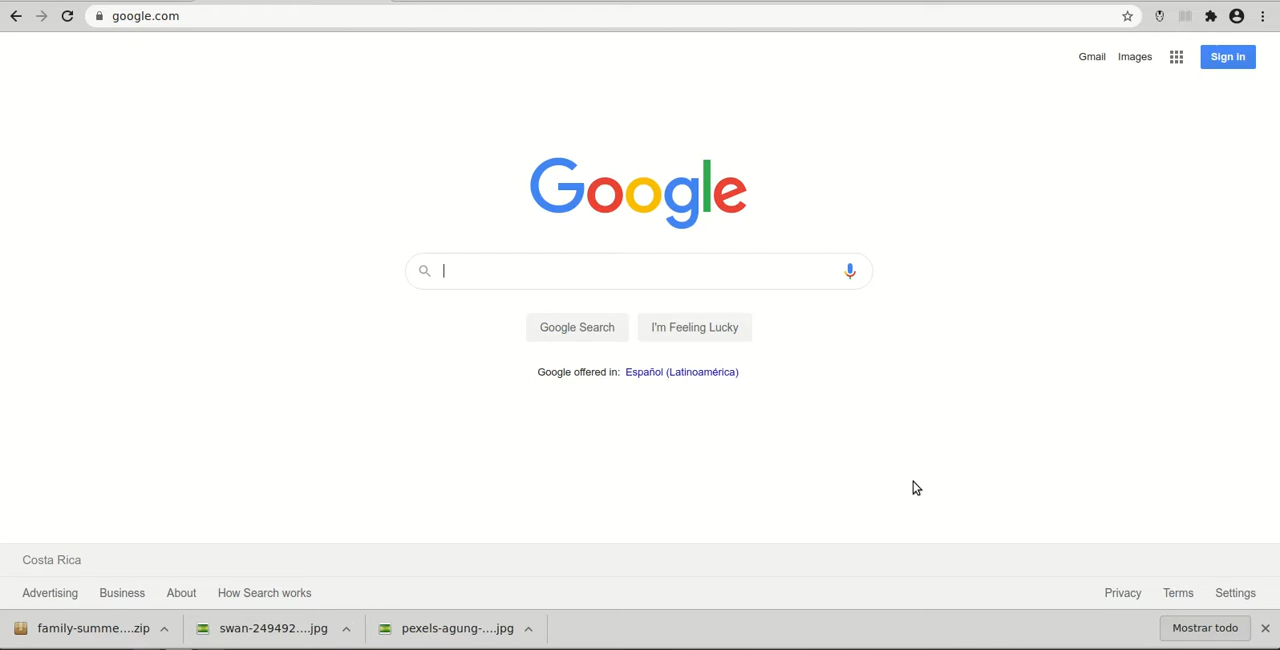 google.com
Gmail Images Sign in
Google
Google Search I'm Feeling Lucky
Google offered in: Español (Latinoamérica)
Costa Rica
Advertising Business About How Search works Privacy Terms Settings
family-summe....zip swan-249492....jpg pexels-agung-....jpg Mostrar todo